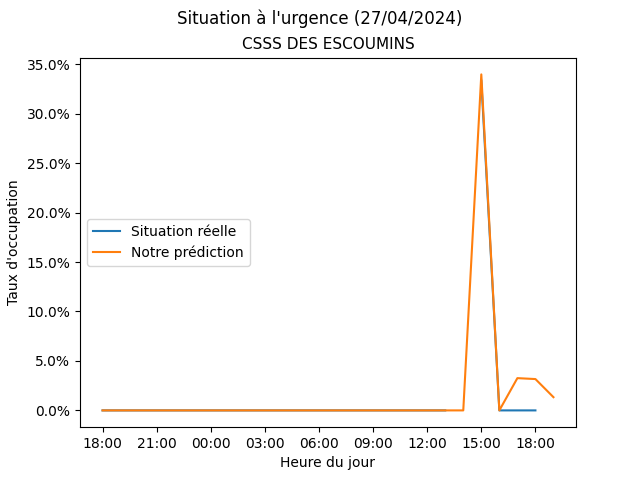 Situation à l'urgence (27/04/2024)
CSSS DES ESCOUMINS
35.0%
30.0%
25.0%
20.0%
15.0%
10.0%
5.0%
0.0%
Taux d'occupation
Situation réelle
Notre prédiction
18:00 21:00 00:00 03:00 06:00 09:00 12:00 15:00 18:00
Heure du jour